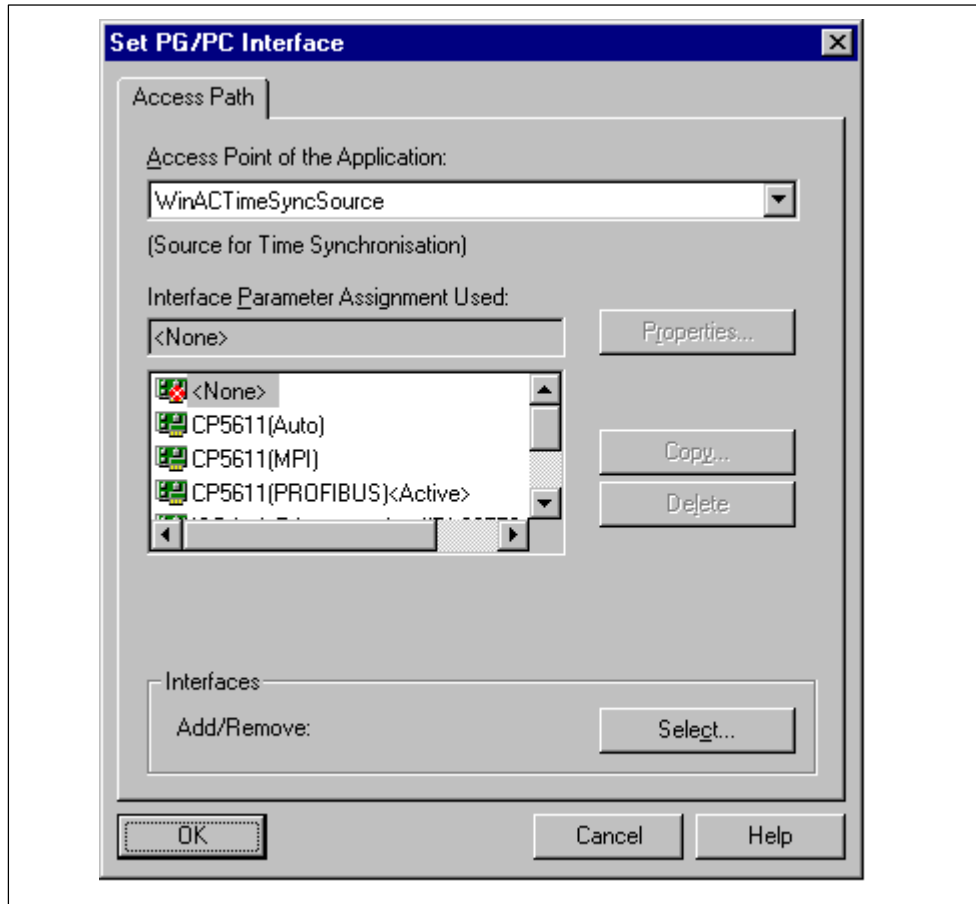 Set PG/PC Interface
Access Path
Access Point of the Application:
WinACTimeSyncSource
(Source for Time Synchronisation)
Interface Parameter Assignment Used:
<None>
Properties...
<None>
CP5611(Auto)
CP5611(MPI)
CP5611(PROFIBUS)<Active>
Copy...
Delete
Interfaces
Add/Remove:
Select...
OK
Cancel
Help